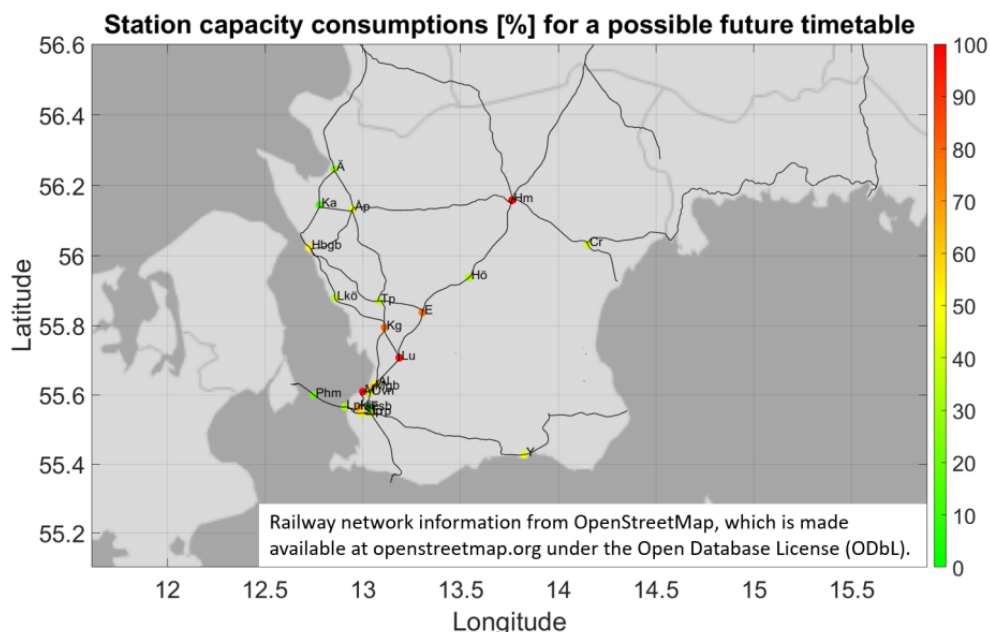 Station capacity consumptions [%] for a possible future timetable
56.6
56.4
56.2
56
55.8
55.6
55.4
55.2
Latitude
Ä
Ka
Åp
Hm
Hbgb
Cr
Hö
Lkö
Tp
E
Kg
Lu
Al
Phm
Y
Railway network information from OpenStreetMap, which is made
available at openstreetmap.org under the Open Database License (ODbL).
12
12.5
13
13.5
14
14.5
15
15.5
Longitude
100
90
80
70
60
50
40
30
20
10
0